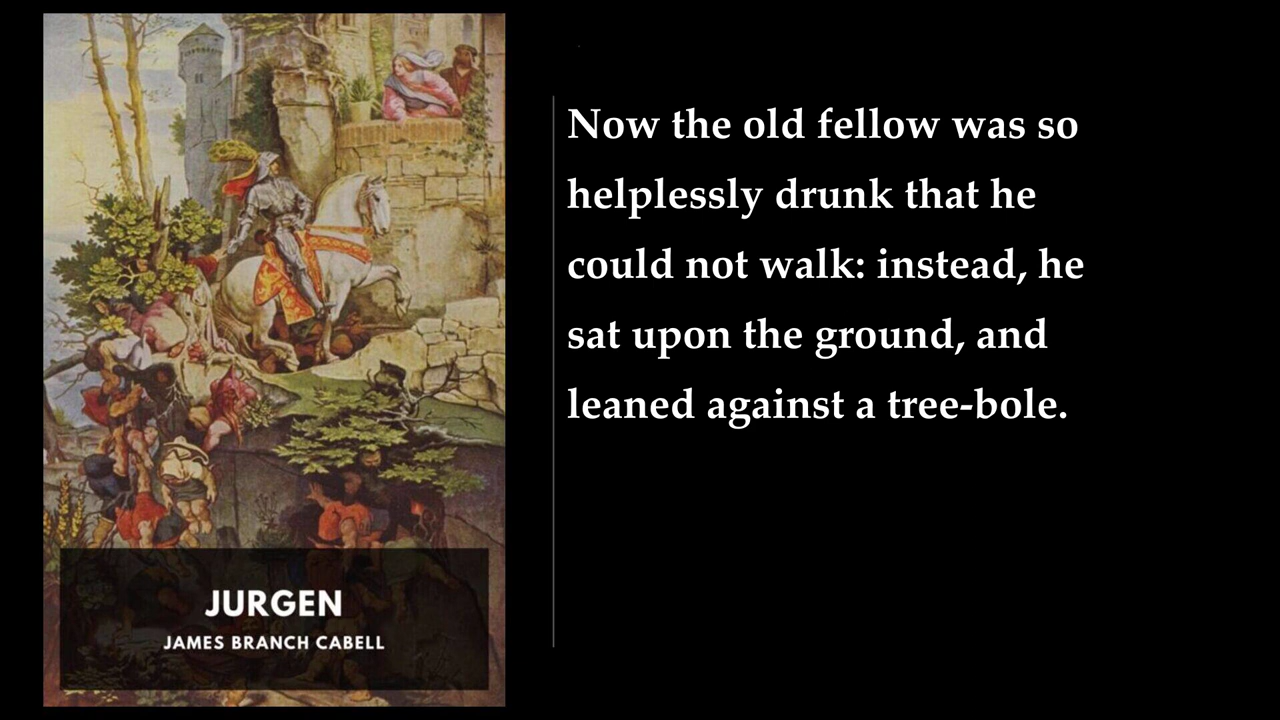 Now the old fellow was so
helplessly drunk that he
could not walk: instead, he
sat upon the ground, and
leaned against a tree-bole.
JURGEN
JAMES BRANCH CABELL